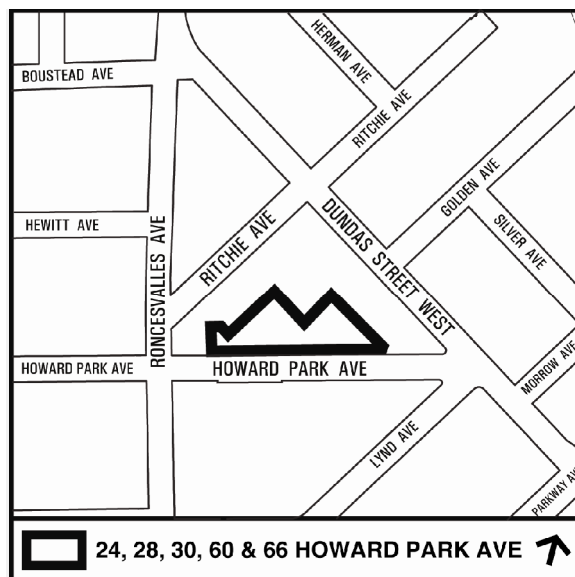 HERMAN AVE
BOUSTEAD AVE
RITCHIE AVE
GOLDEN AVE
HEWITT AVE
RONCESVALLES AVE
RITCHIE AVE
DUNDAS STREET WEST
SILVER AVE
HOWARD PARK AVE
HOWARD PARK AVE
MORROW AVE
LYND AVE
PARKWAY AVE
24, 28, 30, 60 & 66 HOWARD PARK AVE